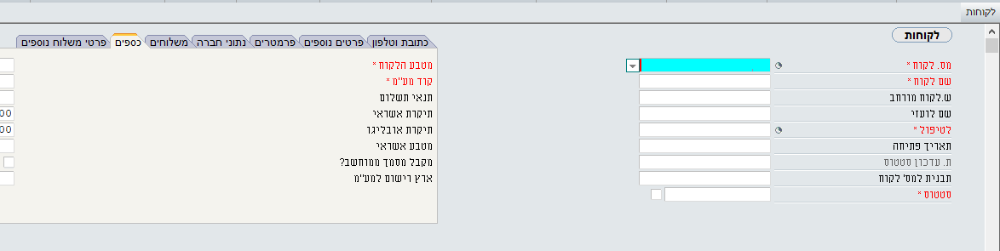 לקוחות
לקוחות
מס. לקוח *
שם לקוח *
ש.לקוח מורחב
שם לועזי
לטיפול *
תאריך פתיחה
ת. עדכון סטטוס
תבנית למס' לקוח
סטטוס *
כתובת וטלפון פרטים נוספים פרמטרים נתוני חברה משלוחים כספים פרטי משלוח נוספים
מטבע הלקוח *
קוד מע"מ *
תנאי תשלום
תיקרת אשראי 00
תיקרת אובליגו 00
מטבע אשראי
מקבל מסמך ממוחשב?
ארץ רישום למע"מ